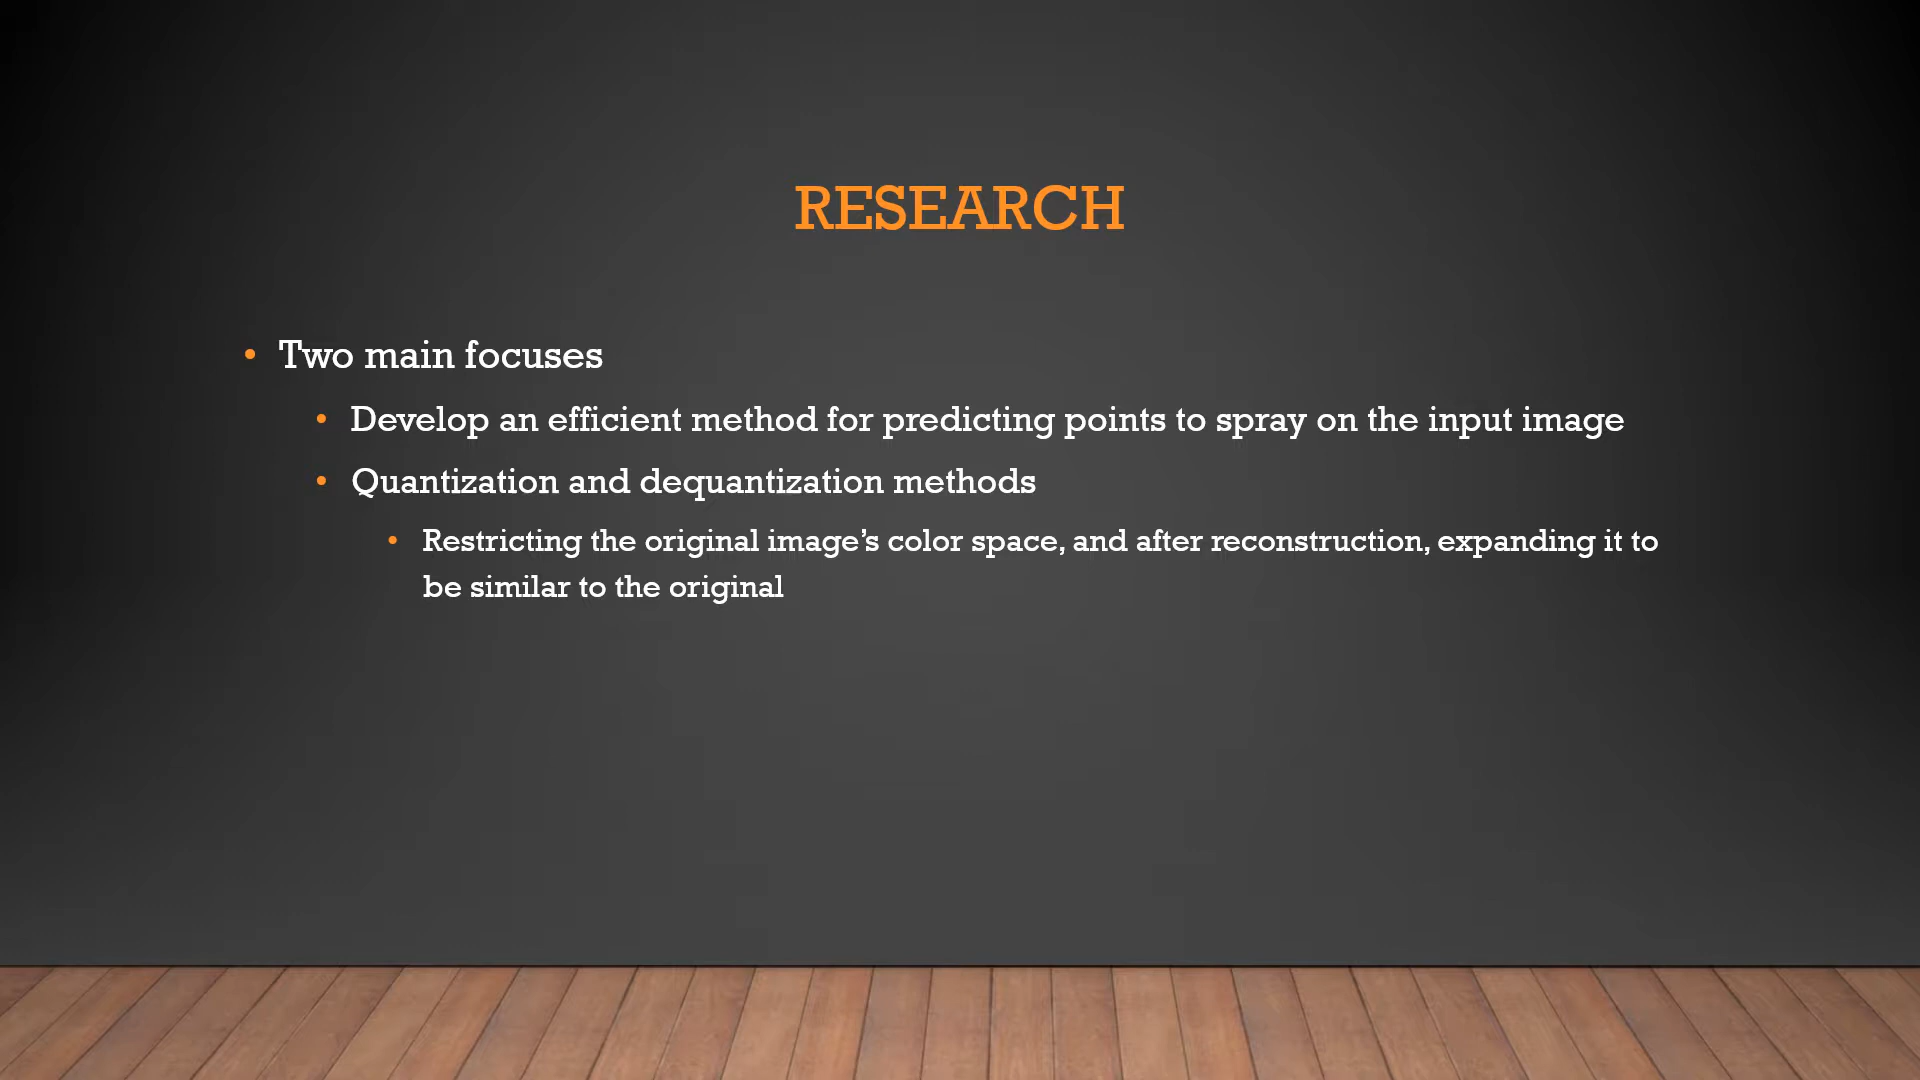 RESEARCH
• Two main focuses
• Develop an efficient method for predicting points to spray on the input image
• Quantization and dequantization methods
• Restricting the original image’s color space, and after reconstruction, expanding it to
be similar to the original